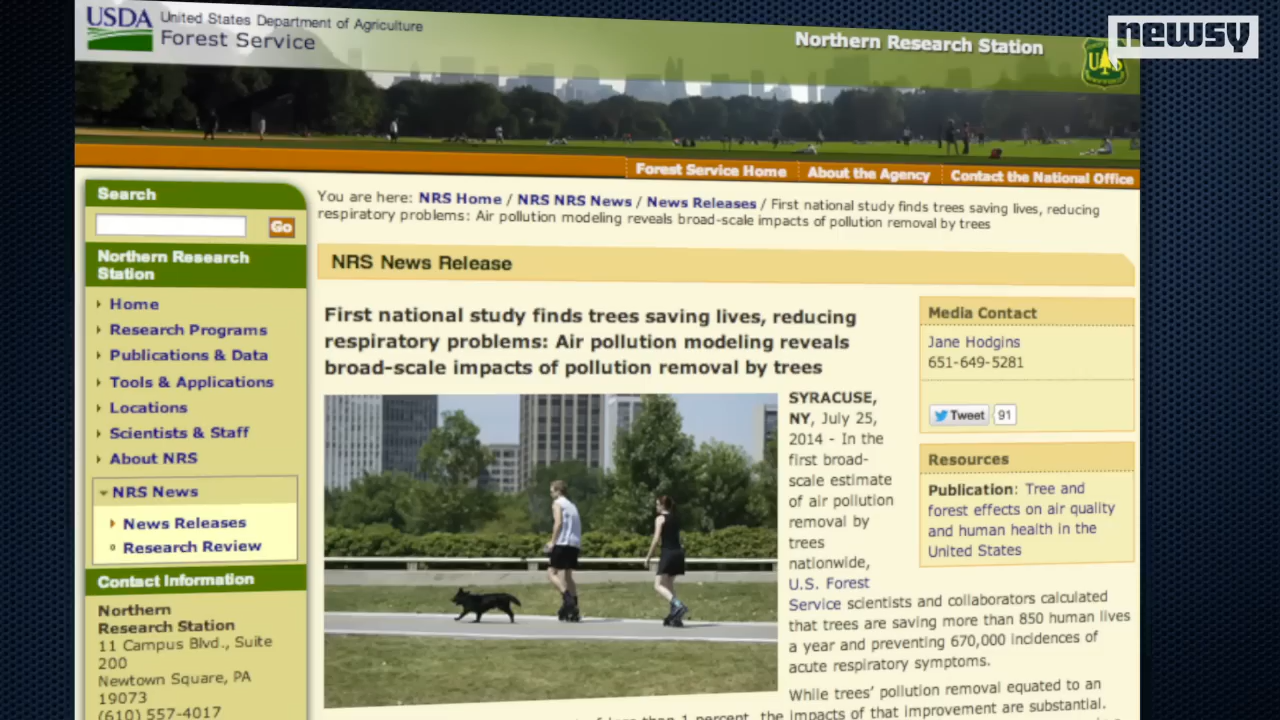 newsy
USDA
United States Department of Agriculture
Forest Service
Northern Research Station
Forest Service Home
About the Agency
Contact the National Office
Search
Go
Northern Research
Station
Home
Research Programs
Publications & Data
Tools & Applications
Locations
Scientists & Staff
About NRS
NRS News
News Releases
Research Review
Contact Information
Northern
Research Station
11 Campus Blvd., Suite
200
Newtown Square, PA
19073
(610) 557-4017
You are here: NRS Home / NRS NRS News / News Releases / First national study finds trees saving lives, reducing
respiratory problems: Air pollution modeling reveals broad-scale impacts of pollution removal by trees
NRS News Release
First national study finds trees saving lives, reducing
respiratory problems: Air pollution modeling reveals
broad-scale impacts of pollution removal by trees
SYRACUSE,
NY, July 25,
2014 - In the
first broad-
scale estimate
of air pollution
removal by
trees
nationwide,
U.S. Forest
Service scientists and collaborators calculated
that trees are saving more than 850 human lives
a year and preventing 670,000 incidences of
acute respiratory symptoms.
While trees' pollution removal equated to an
of less than 1 percent, the impacts of that improvement are substantial.
Media Contact
Jane Hodgins
651-649-5281
Tweet
91
Resources
Publication: Tree and
forest effects on air quality
and human health in the
United States